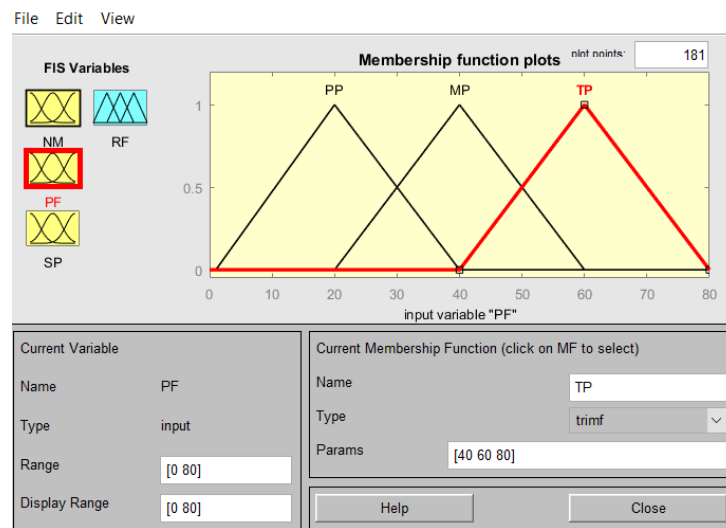 File Edit View
FIS Variables
NM
RF
PF
SP
Membership function plots
plot points:
181
PP
MP
TP
1
0.5
0
0 10 20 30 40 50 60 70 80
input variable "PF"
Current Variable
Name PF
Type input
Range [0 80]
Display Range [0 80]
Current Membership Function (click on MF to select)
Name TP
Type trimf
Params [40 60 80]
Help Close